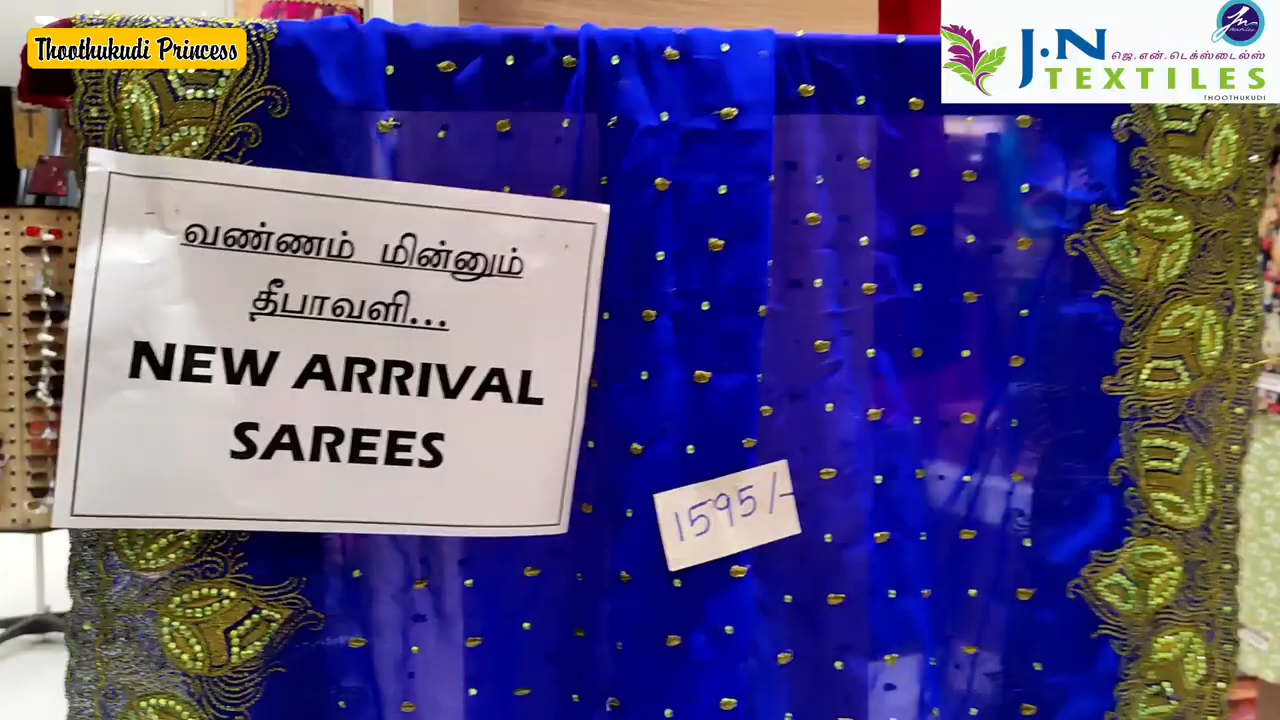 Thoothukudi Princess
J.N
ஜெ.என்.டெக்ஸ்டைல்ஸ்
TEXTILES
THOOTHUKUDI
வண்ணம் மின்னும்
தீபாவளி...
NEW ARRIVAL
SAREES
1595/-